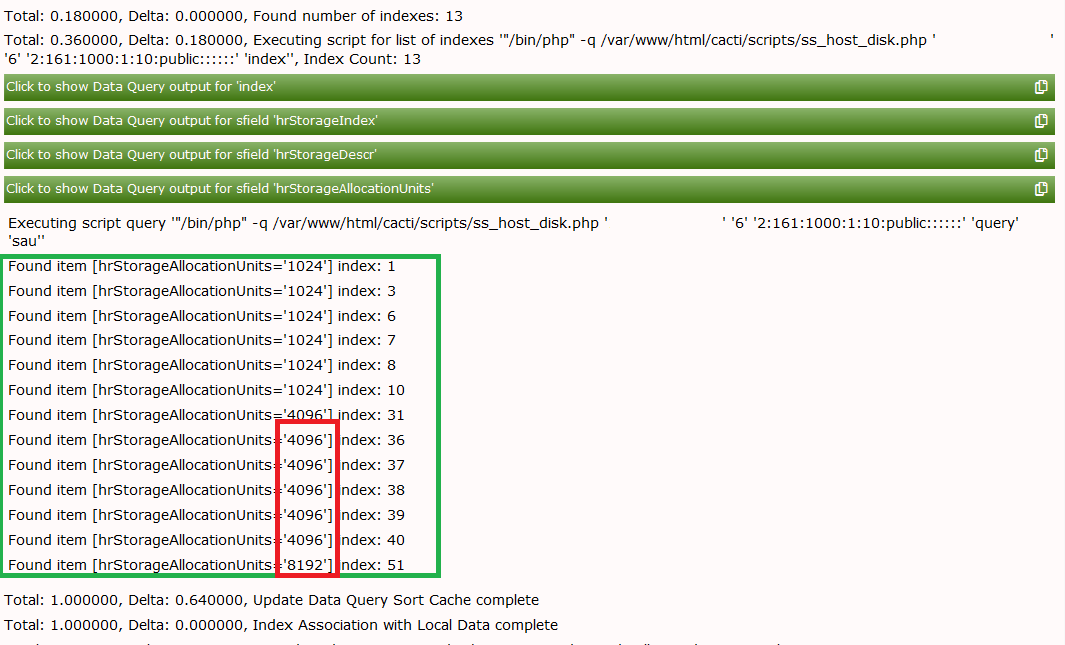 Total: 0.180000, Delta: 0.000000, Found number of indexes: 13
Total: 0.360000, Delta: 0.180000, Executing script for list of indexes '"/bin/php" -q /var/www/html/cacti/scripts/ss_host_disk.php ' '
'6' '2:161:1000:1:10:public::::::' 'index'', Index Count: 13
Click to show Data Query output for 'index'
Click to show Data Query output for sfield 'hrStorageIndex'
Click to show Data Query output for sfield 'hrStorageDescr'
Click to show Data Query output for sfield 'hrStorageAllocationUnits'
Executing script query '"/bin/php" -q /var/www/html/cacti/scripts/ss_host_disk.php ' ' '6' '2:161:1000:1:10:public::::::' 'query'
'sau''
Found item [hrStorageAllocationUnits='1024'] index: 1
Found item [hrStorageAllocationUnits='1024'] index: 3
Found item [hrStorageAllocationUnits='1024'] index: 6
Found item [hrStorageAllocationUnits='1024'] index: 7
Found item [hrStorageAllocationUnits='1024'] index: 8
Found item [hrStorageAllocationUnits='1024'] index: 10
Found item [hrStorageAllocationUnits='4096'] index: 31
Found item [hrStorageAllocationUnits='4096'] index: 36
Found item [hrStorageAllocationUnits='4096'] index: 37
Found item [hrStorageAllocationUnits='4096'] index: 38
Found item [hrStorageAllocationUnits='4096'] index: 39
Found item [hrStorageAllocationUnits='4096'] index: 40
Found item [hrStorageAllocationUnits='8192'] index: 51
Total: 1.000000, Delta: 0.640000, Update Data Query Sort Cache complete
Total: 1.000000, Delta: 0.000000, Index Association with Local Data complete